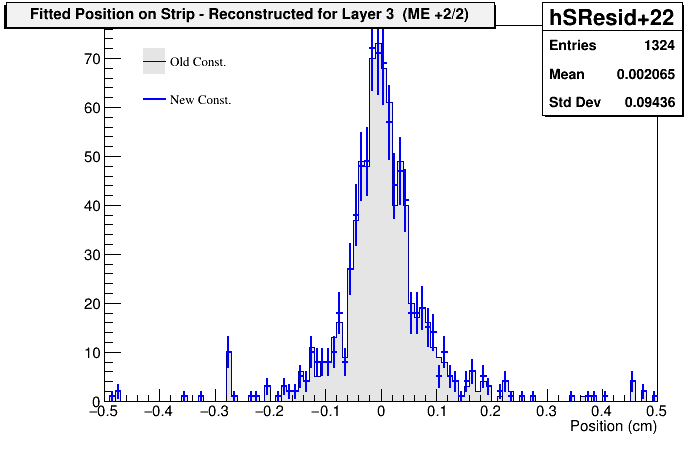 Fitted Position on Strip - Reconstructed for Layer 3 (ME +2/2)
hSResid+22
Entries 1324
Mean 0.002065
Std Dev 0.09436
Old Const.
New Const.
70
60
50
40
30
20
10
0
−0.5 −0.4 −0.3 −0.2 −0.1 0 0.1 0.2 0.3 0.4 0.5
Position (cm)